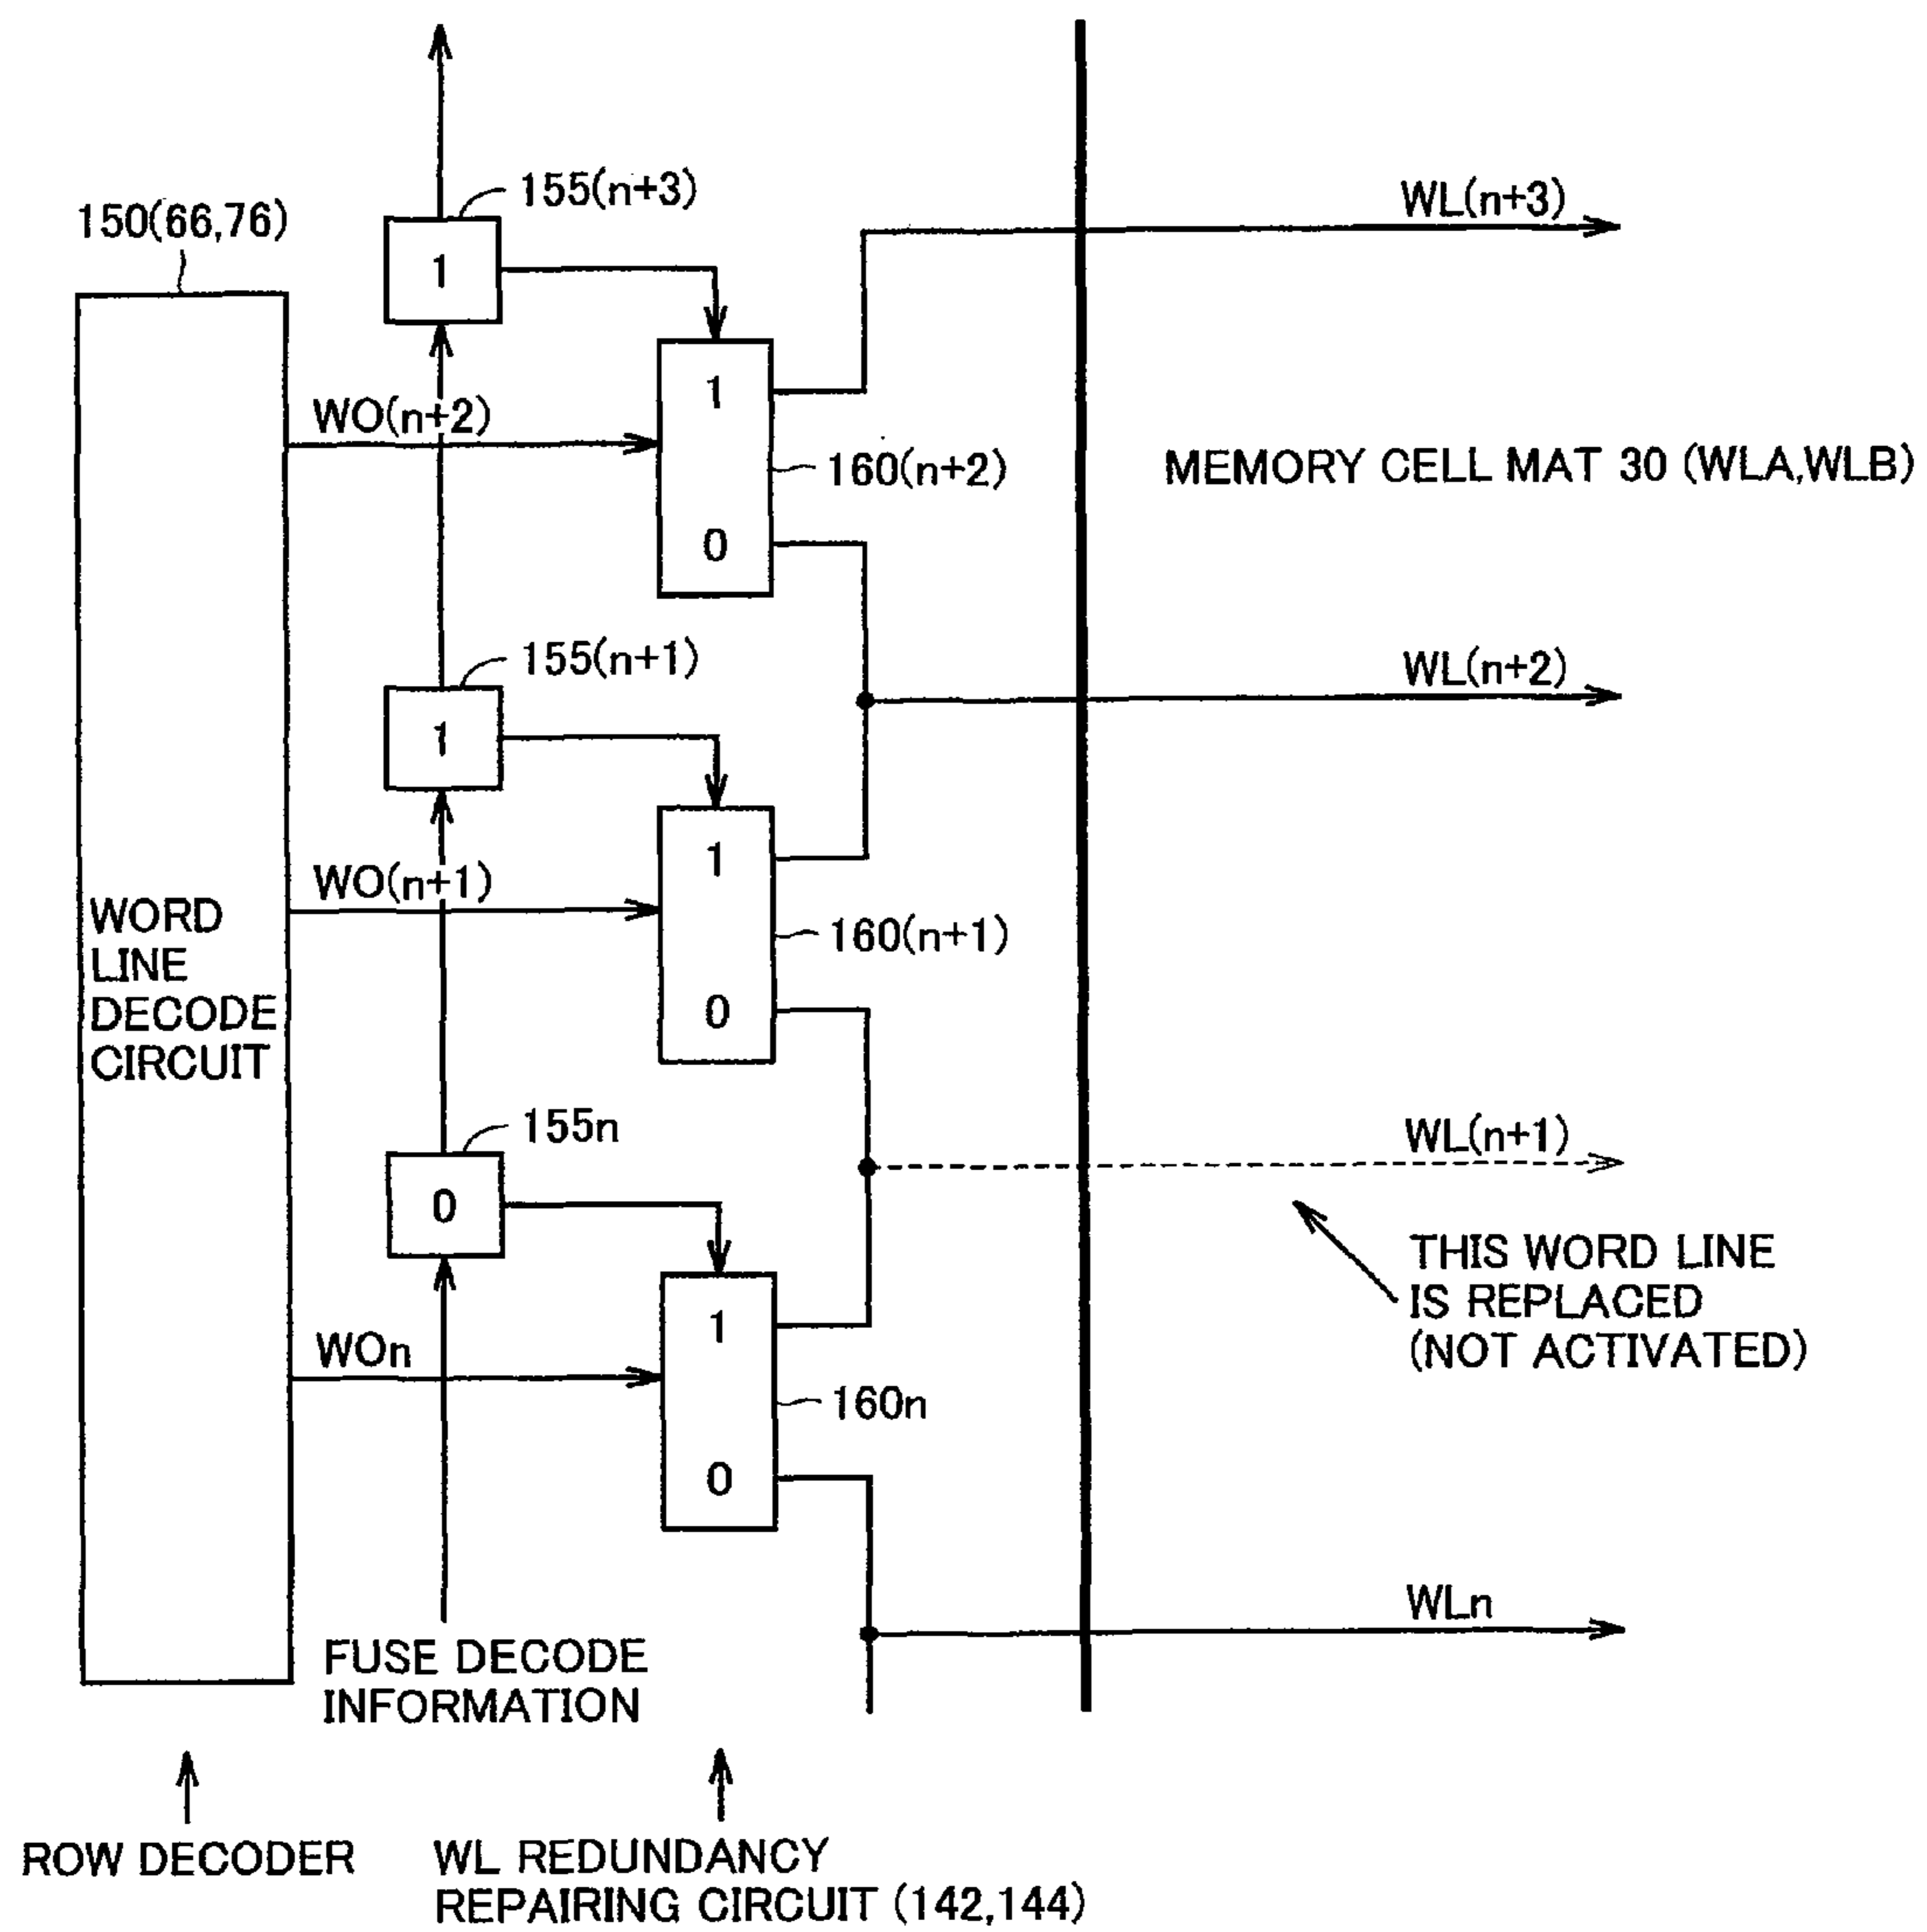 155(n+3)
WL(n+3)
150(66,76)
1
1
WO(n+2)
160(n+2)
MEMORY CELL MAT 30 (WLA,WLB)
0
155(n+1)
WL(n+2)
1
1
WO(n+1)
WORD
LINE
DECODE
CIRCUIT
160(n+1)
0
155n
WL(n+1)
0
THIS WORD LINE
IS REPLACED
(NOT ACTIVATED)
1
WOn
160n
0
WLn
FUSE DECODE
INFORMATION
ROW DECODER
WL REDUNDANCY
REPAIRING CIRCUIT (142,144)